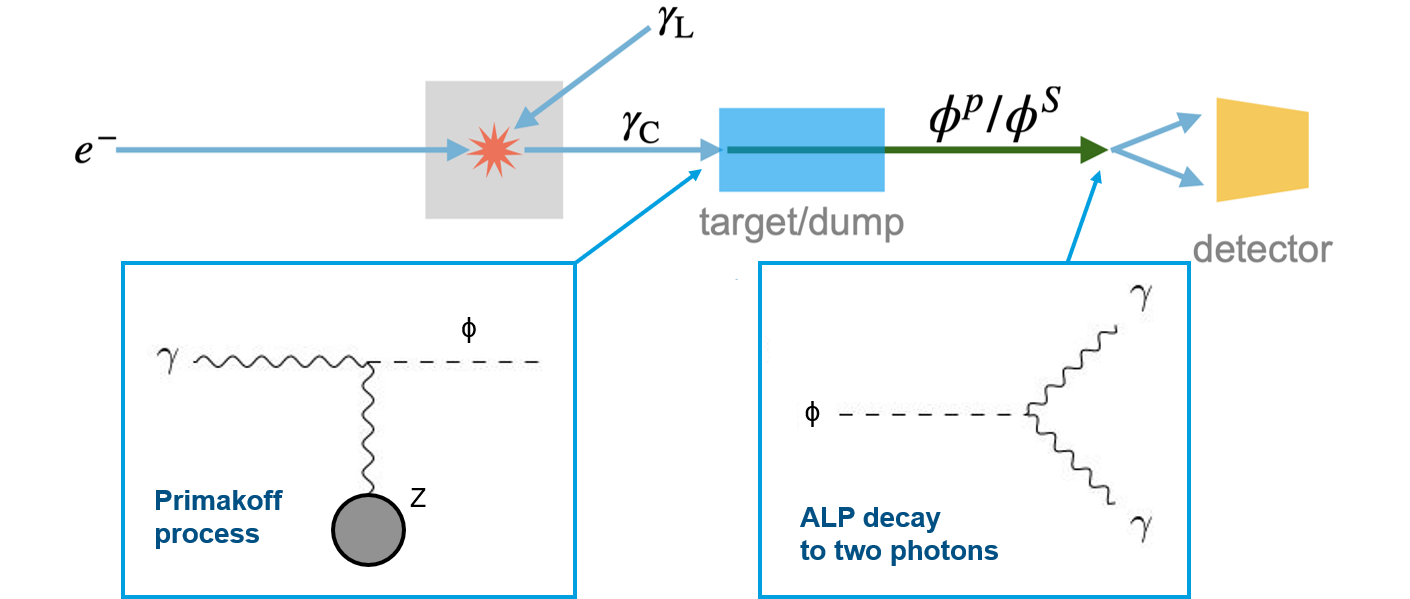 γL
e− γC ϕp/ϕS
target/dump
detector
γ ϕ
Z
Primakoff
process
γ
ϕ
γ
ALP decay
to two photons